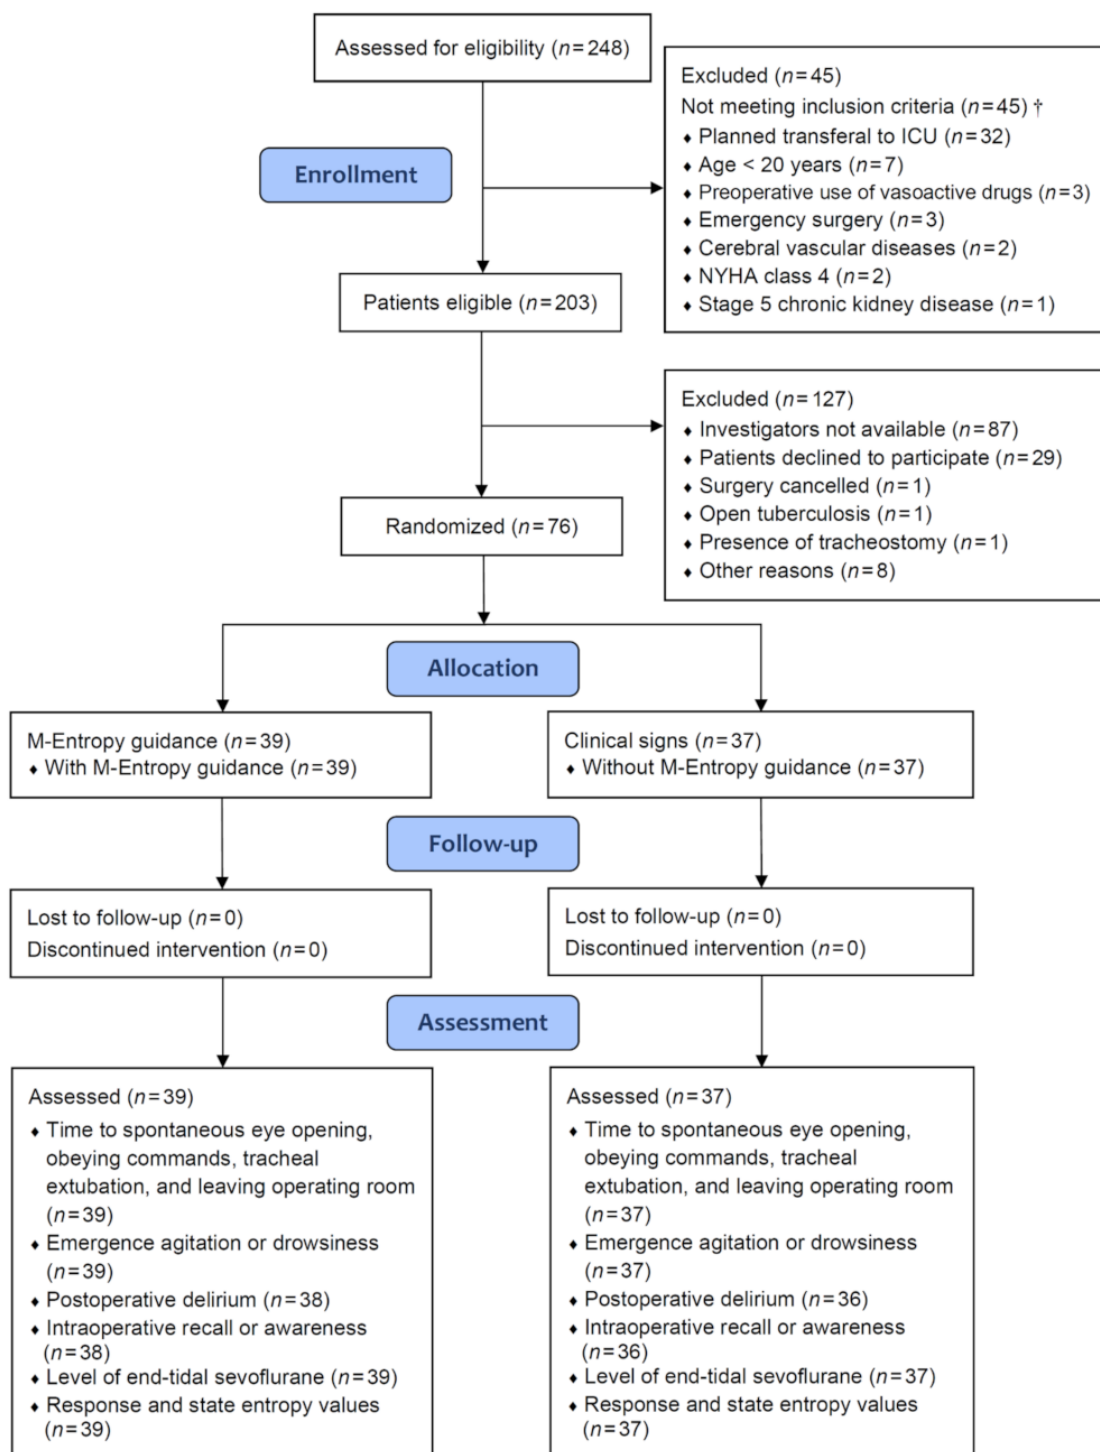 Assessed for eligibility (n=248)
Excluded (n=45)
Not meeting inclusion criteria (n=45) †
♦ Planned transferal to ICU (n=32)
♦ Age < 20 years (n=7)
♦ Preoperative use of vasoactive drugs (n=3)
♦ Emergency surgery (n=3)
♦ Cerebral vascular diseases (n=2)
♦ NYHA class 4 (n=2)
♦ Stage 5 chronic kidney disease (n=1)
Enrollment
Patients eligible (n=203)
Excluded (n=127)
♦ Investigators not available (n=87)
♦ Patients declined to participate (n=29)
♦ Surgery cancelled (n=1)
♦ Open tuberculosis (n=1)
♦ Presence of tracheostomy (n=1)
♦ Other reasons (n=8)
Randomized (n=76)
Allocation
M-Entropy guidance (n=39)
♦ With M-Entropy guidance (n=39)
Clinical signs (n=37)
♦ Without M-Entropy guidance (n=37)
Follow-up
Lost to follow-up (n=0)
Discontinued intervention (n=0)
Lost to follow-up (n=0)
Discontinued intervention (n=0)
Assessment
Assessed (n=39)
♦ Time to spontaneous eye opening,
obeying commands, tracheal
extubation, and leaving operating room
(n=39)
♦ Emergence agitation or drowsiness
(n=39)
♦ Postoperative delirium (n=38)
♦ Intraoperative recall or awareness
(n=38)
♦ Level of end-tidal sevoflurane (n=39)
♦ Response and state entropy values
(n=39)
Assessed (n=37)
♦ Time to spontaneous eye opening,
obeying commands, tracheal
extubation, and leaving operating room
(n=37)
♦ Emergence agitation or drowsiness
(n=37)
♦ Postoperative delirium (n=36)
♦ Intraoperative recall or awareness
(n=36)
♦ Level of end-tidal sevoflurane (n=37)
♦ Response and state entropy values
(n=37)